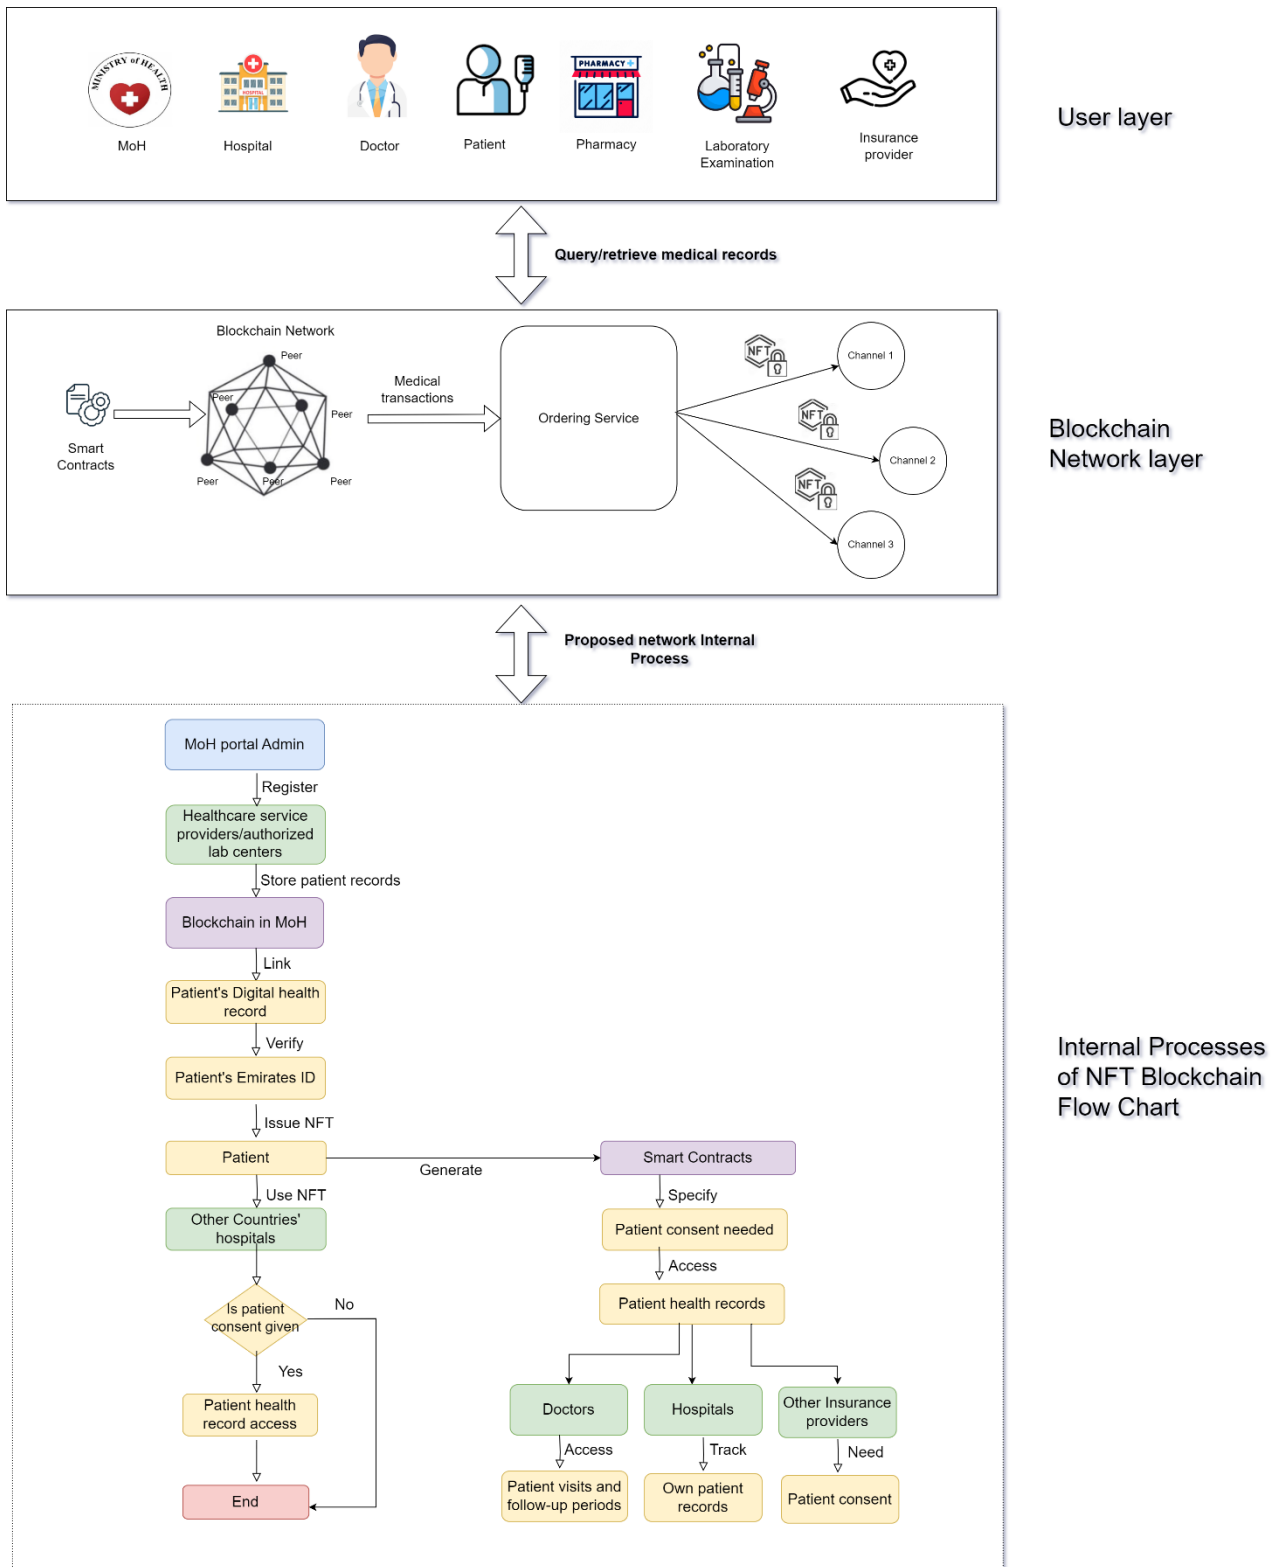 MINISTRY of HEALTH
HOSPITAL
PHARMACY
MoH
Hospital
Doctor
Patient
Pharmacy
Laboratory
Examination
Insurance
provider
User layer
Query/retrieve medical records
Blockchain Network
Peer
Peer
Peer
Peer
Peer
Peer
Smart
Contracts
Medical
transactions
Ordering Service
NFT
NFT
NFT
Channel 1
Channel 2
Channel 3
Blockchain
Network layer
Proposed network Internal
Process
MoH portal Admin
Register
Healthcare service
providers/authorized
lab centers
Store patient records
Blockchain in MoH
Link
Patient's Digital health
record
Verify
Patient's Emirates ID
Issue NFT
Patient
Generate
Smart Contracts
Use NFT
Specify
Other Countries'
hospitals
Patient consent needed
Access
Is patient
consent given
No
Patient health records
Yes
Patient health
record access
Doctors
Hospitals
Other Insurance
providers
Access
Track
Need
End
Patient visits and
follow-up periods
Own patient
records
Patient consent
Internal Processes
of NFT Blockchain
Flow Chart